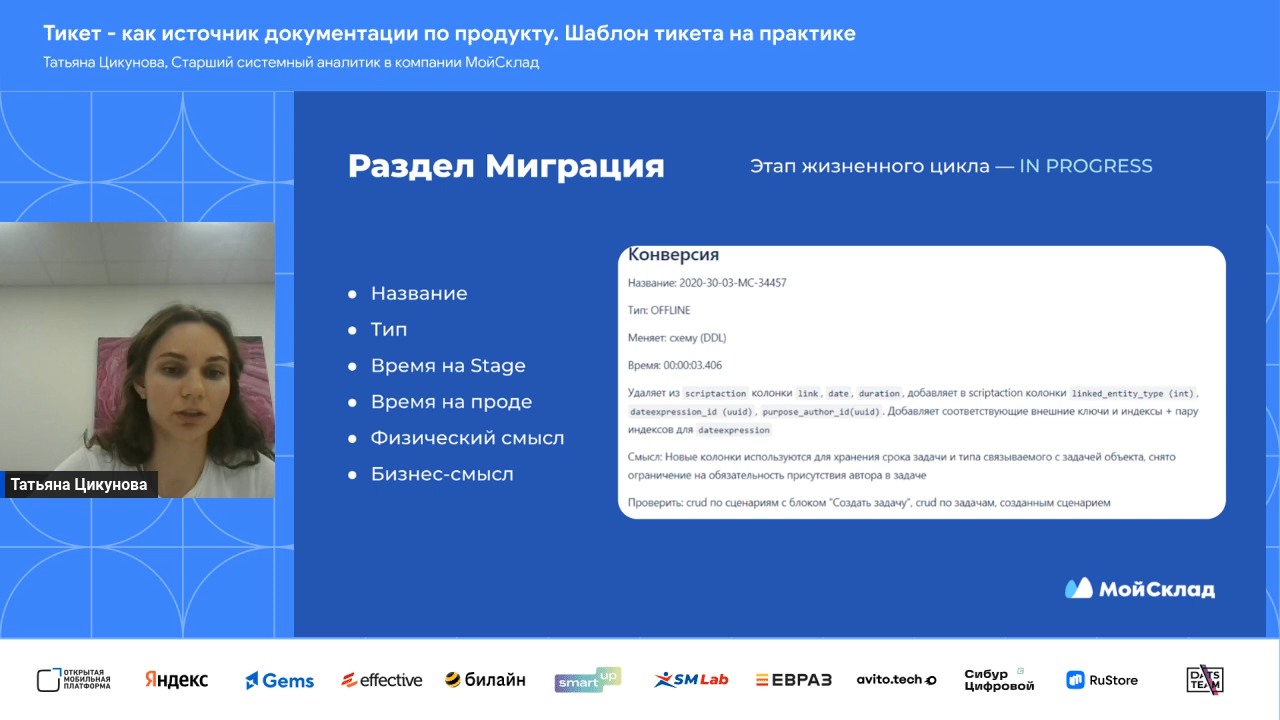 Тикет - как источник документации по продукту. Шаблон тикета на практике
Татьяна Цикунова, Старший системный аналитик в компании МойСклад
Раздел Миграция
Этап жизненного цикла — IN PROGRESS
● Название
● Тип
● Время на Stage
● Время на проде
● Физический смысл
● Бизнес-смысл
Конверсия
Название: 2020-30-03-MC-34457
Тип: OFFLINE
Меняет: схему (DDL)
Время: 00:00:03.406
Удаляет из scriptaction колонки link, date, duration, добавляет в scriptaction колонки linked_entity_type (int),
dateexpression_id (uuid), purpose_author_id(uuid). Добавляет соответствующие внешние ключи и индексы + пару
индексов для dateexpression
Смысл: Новые колонки используются для хранения срока задачи и типа связываемого с задачей объекта, снято
ограничение на обязательность присутствия автора в задаче
Проверить: crud по сценариям с блоком "Создать задачу", crud по задачам, созданным сценарием
Татьяна Цикунова
МойСклад
ОТКРЫТАЯ
МОБИЛЬНАЯ
ПЛАТФОРМА
Яндекс
Gems
effective
билайн
smart up
SM Lab
ЕВРАЗ
avito.tech
Сибур
Цифровой
RuStore
DATS
TEAM